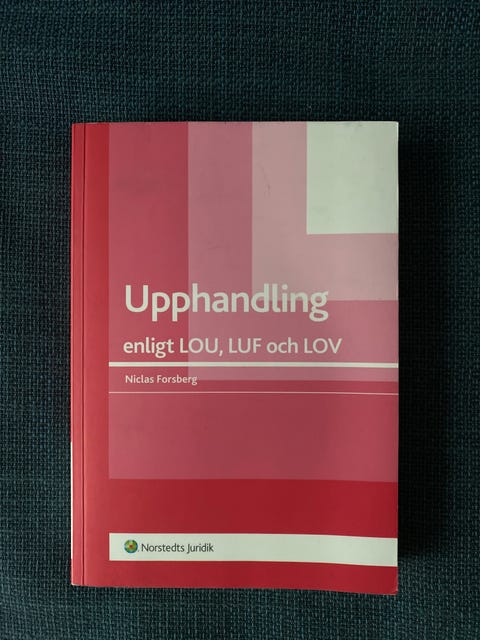 Upphandling
enligt LOU, LUF och LOV
Niclas Forsberg
Norstedts Juridik